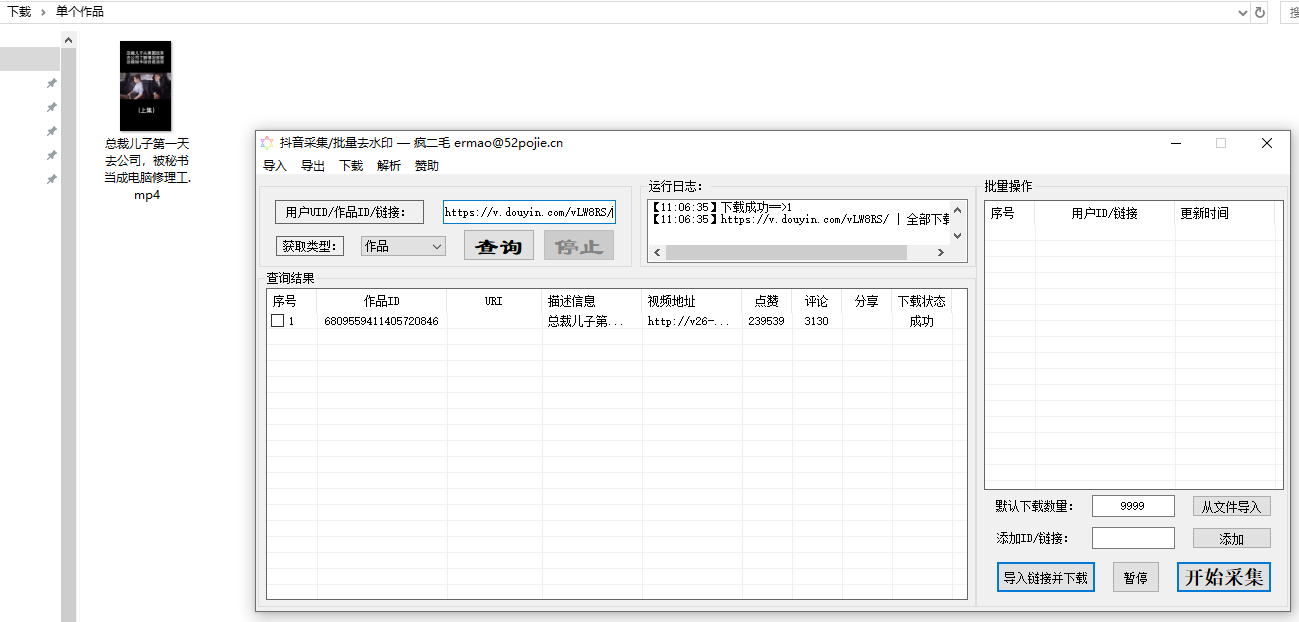 下载 › 单个作品
搜
总裁儿子第一天
去公司，被秘书
当成电脑修理工.
mp4
(上集)
抖音采集/批量去水印 — 疯二毛 ermao@52pojie.cn
导入 导出 下载 解析 赞助
用户UID/作品ID/链接：
https://v.douyin.com/vLW8RS/
获取类型：
作品
查询
停止
运行日志：
【11:06:35】下载成功==>1
【11:06:35】https://v.douyin.com/vLW8RS/ | 全部下载
查询结果
序号 作品ID URI 描述信息 视频地址 点赞 评论 分享 下载状态
1 6809559411405720846 总裁儿子第... http://v26-... 239539 3130 成功
批量操作
序号 用户ID/链接 更新时间
默认下载数量： 9999 从文件导入
添加ID/链接： 添加
导入链接并下载 暂停 开始采集